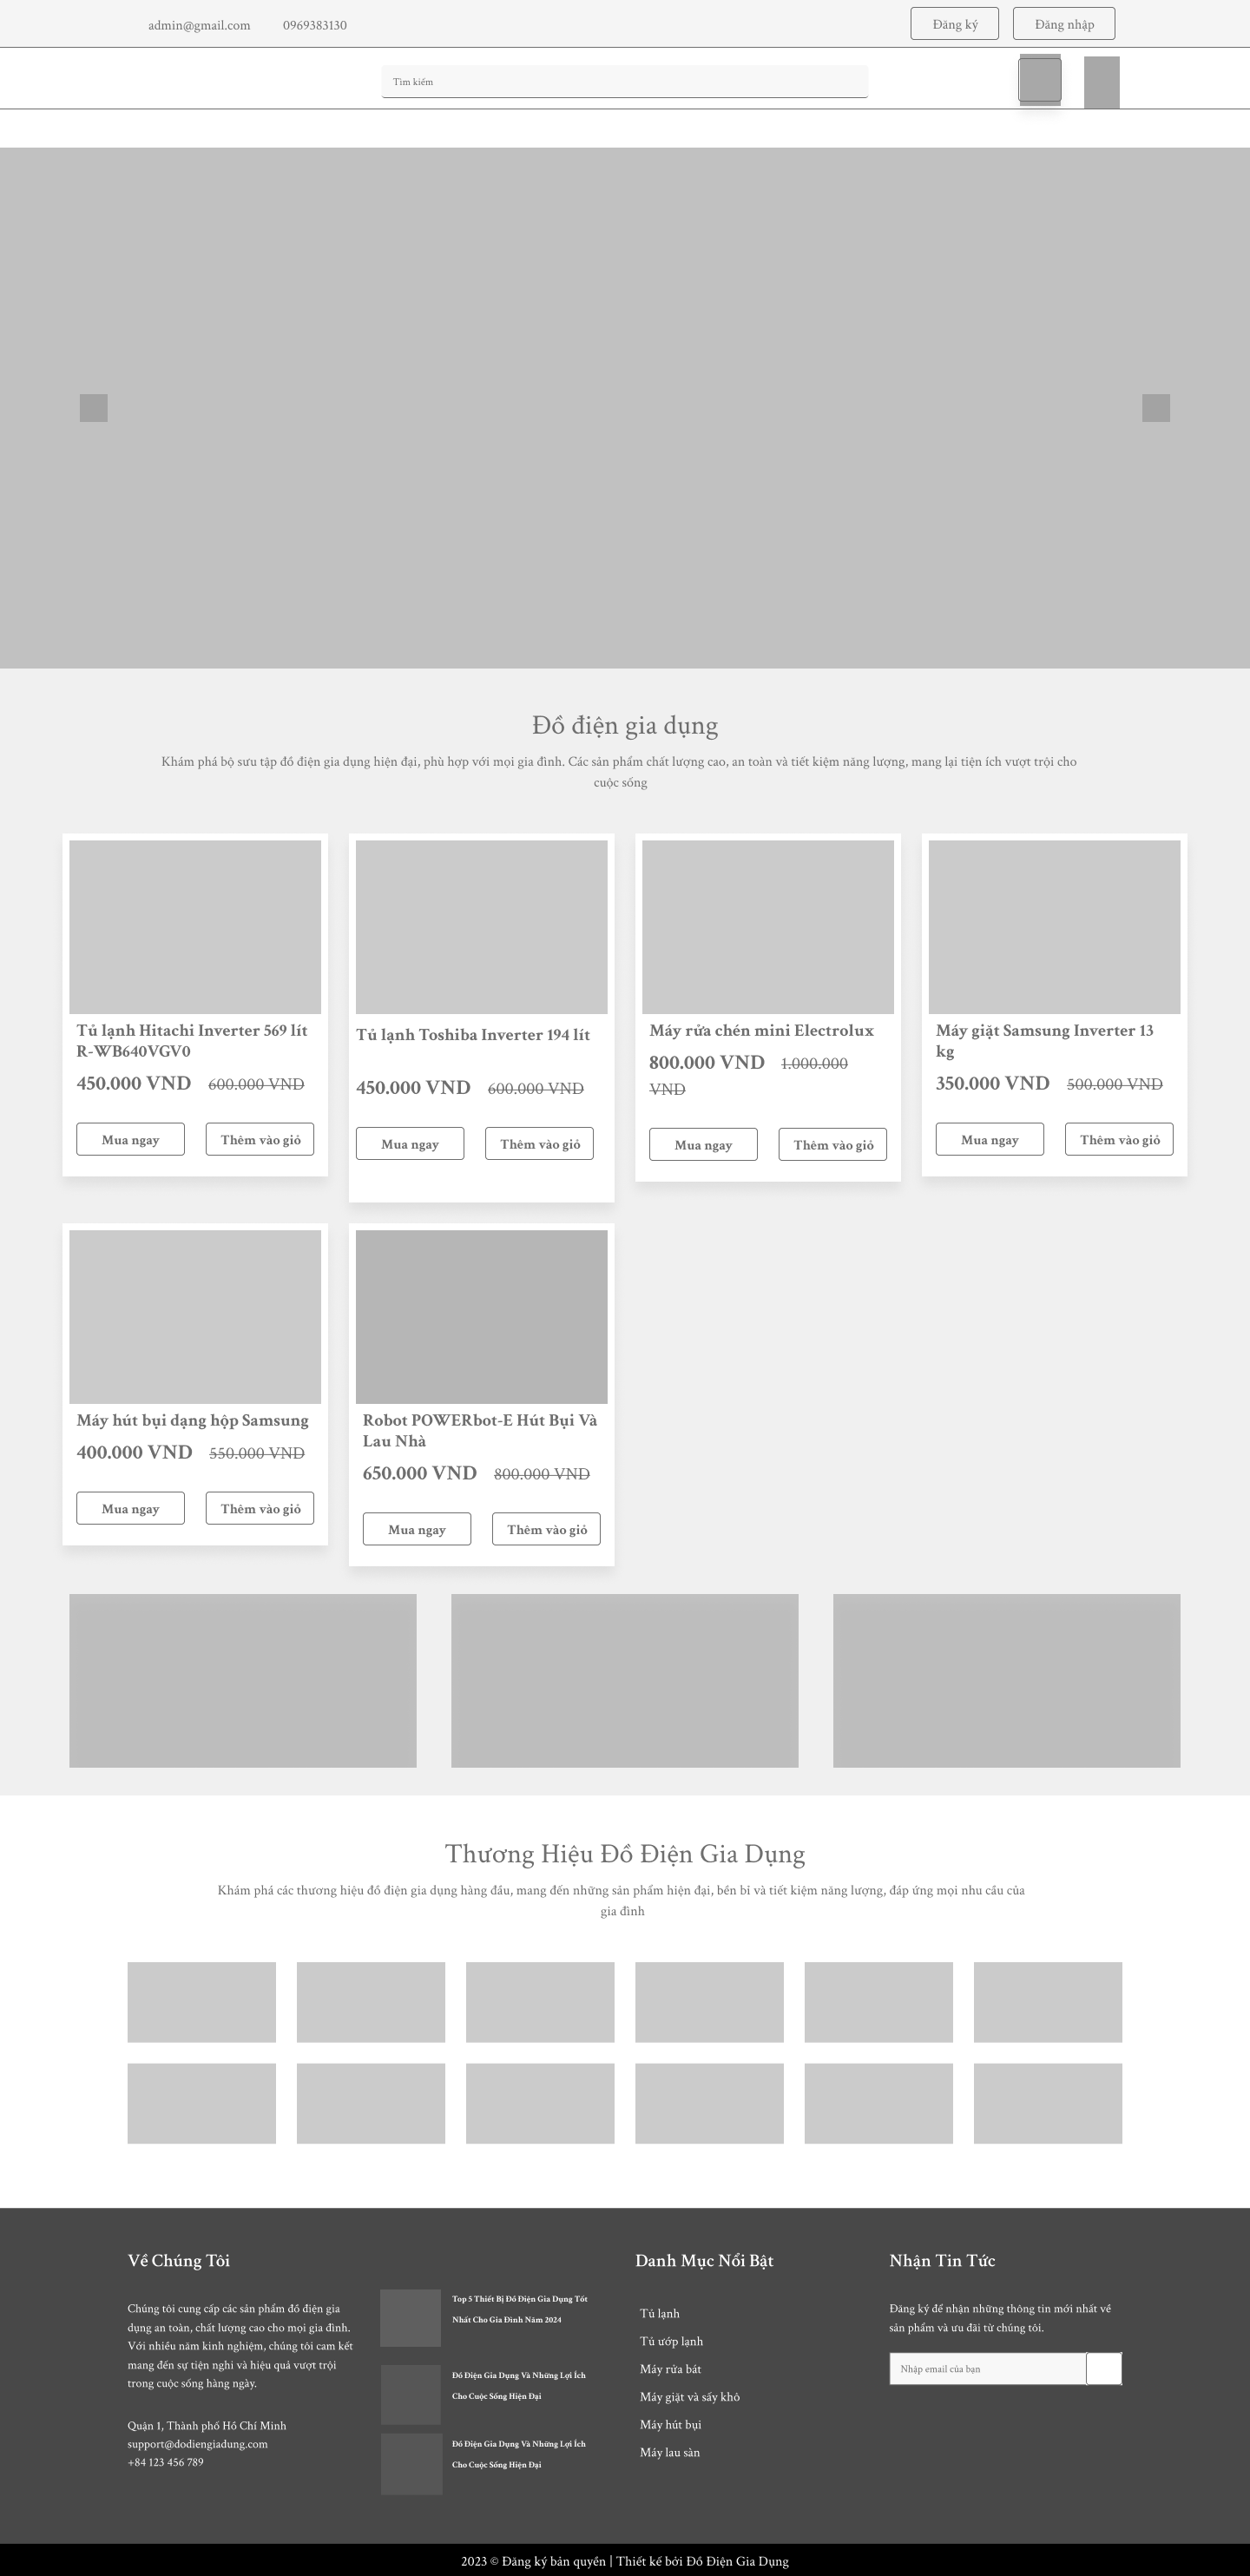 admin@gmail.com 0969383130 Đăng ký Đăng nhập
Tìm kiếm
Đồ điện gia dụng
Khám phá bộ sưu tập đồ điện gia dụng hiện đại, phù hợp với mọi gia đình. Các sản phẩm chất lượng cao, an toàn và tiết kiệm năng lượng, mang lại tiện ích vượt trội cho
cuộc sống
Tủ lạnh Hitachi Inverter 569 lít
R-WB640VGV0
450.000 VND 600.000 VND
Mua ngay Thêm vào giỏ
Tủ lạnh Toshiba Inverter 194 lít
450.000 VND 600.000 VND
Mua ngay Thêm vào giỏ
Máy rửa chén mini Electrolux
800.000 VND 1.000.000
VND
Mua ngay Thêm vào giỏ
Máy giặt Samsung Inverter 13
kg
350.000 VND 500.000 VND
Mua ngay Thêm vào giỏ
Máy hút bụi dạng hộp Samsung
400.000 VND 550.000 VND
Mua ngay Thêm vào giỏ
Robot POWERbot-E Hút Bụi Và
Lau Nhà
650.000 VND 800.000 VND
Mua ngay Thêm vào giỏ
Thương Hiệu Đồ Điện Gia Dụng
Khám phá các thương hiệu đồ điện gia dụng hàng đầu, mang đến những sản phẩm hiện đại, bền bỉ và tiết kiệm năng lượng, đáp ứng mọi nhu cầu của
gia đình
Về Chúng Tôi
Chúng tôi cung cấp các sản phẩm đồ điện gia
dụng an toàn, chất lượng cao cho mọi gia đình.
Với nhiều năm kinh nghiệm, chúng tôi cam kết
mang đến sự tiện nghi và hiệu quả vượt trội
trong cuộc sống hàng ngày.
Quận 1, Thành phố Hồ Chí Minh
support@dodiengiadung.com
+84 123 456 789
Top 5 Thiết Bị Đồ Điện Gia Dụng Tốt
Nhất Cho Gia Đình Năm 2024
Đồ Điện Gia Dụng Và Những Lợi Ích
Cho Cuộc Sống Hiện Đại
Đồ Điện Gia Dụng Và Những Lợi Ích
Cho Cuộc Sống Hiện Đại
Danh Mục Nổi Bật
Tủ lạnh
Tủ ướp lạnh
Máy rửa bát
Máy giặt và sấy khô
Máy hút bụi
Máy lau sàn
Nhận Tin Tức
Đăng ký để nhận những thông tin mới nhất về
sản phẩm và ưu đãi từ chúng tôi.
Nhập email của bạn
2023 © Đăng ký bản quyền | Thiết kế bởi Đồ Điện Gia Dụng